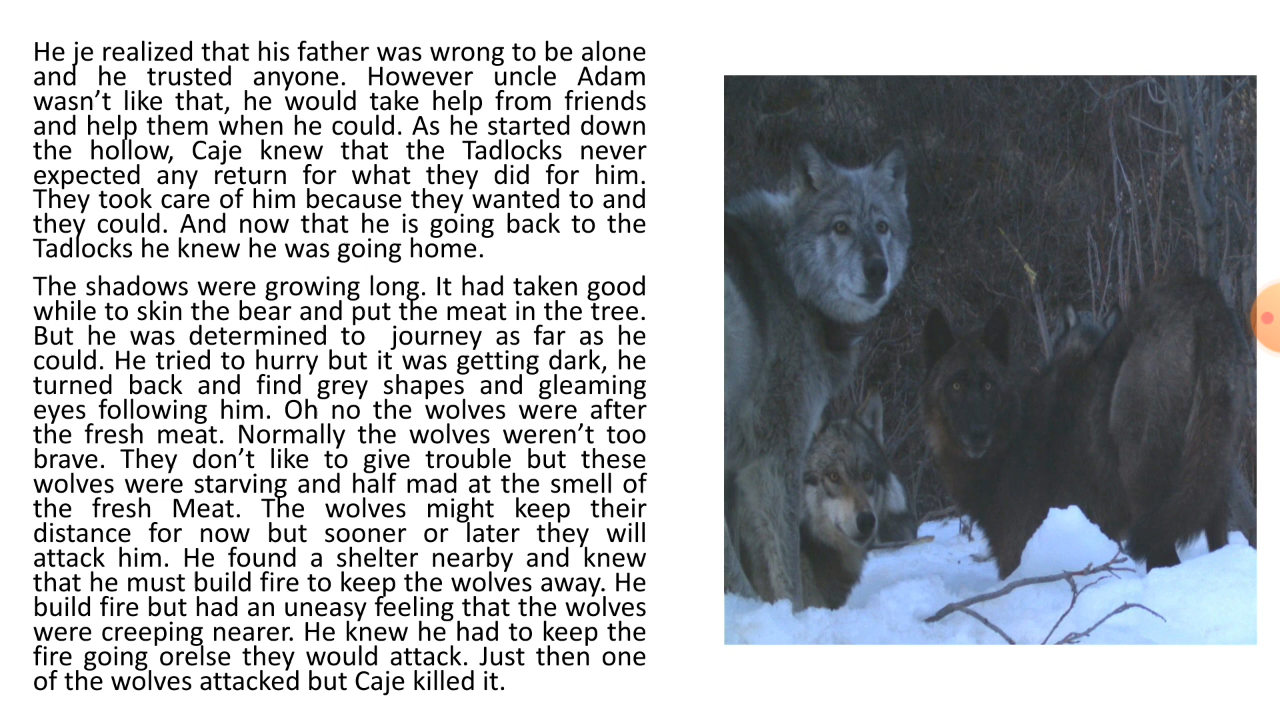 He je realized that his father was wrong to be alone
and he trusted anyone. However uncle Adam
wasn’t like that, he would take help from friends
and help them when he could. As he started down
the hollow, Caje knew that the Tadlocks never
expected any return for what they did for him.
They took care of him because they wanted to and
they could. And now that he is going back to the
Tadlocks he knew he was going home.
The shadows were growing long. It had taken good
while to skin the bear and put the meat in the tree.
But he was determined to journey as far as he
could. He tried to hurry but it was getting dark, he
turned back and find grey shapes and gleaming
eyes following him. Oh no the wolves were after
the fresh meat. Normally the wolves weren’t too
brave. They don’t like to give trouble but these
wolves were starving and half mad at the smell of
the fresh Meat. The wolves might keep their
distance for now but sooner or later they will
attack him. He found a shelter nearby and knew
that he must build fire to keep the wolves away. He
build fire but had an uneasy feeling that the wolves
were creeping nearer. He knew he had to keep the
fire going orelse they would attack. Just then one
of the wolves attacked but Caje killed it.